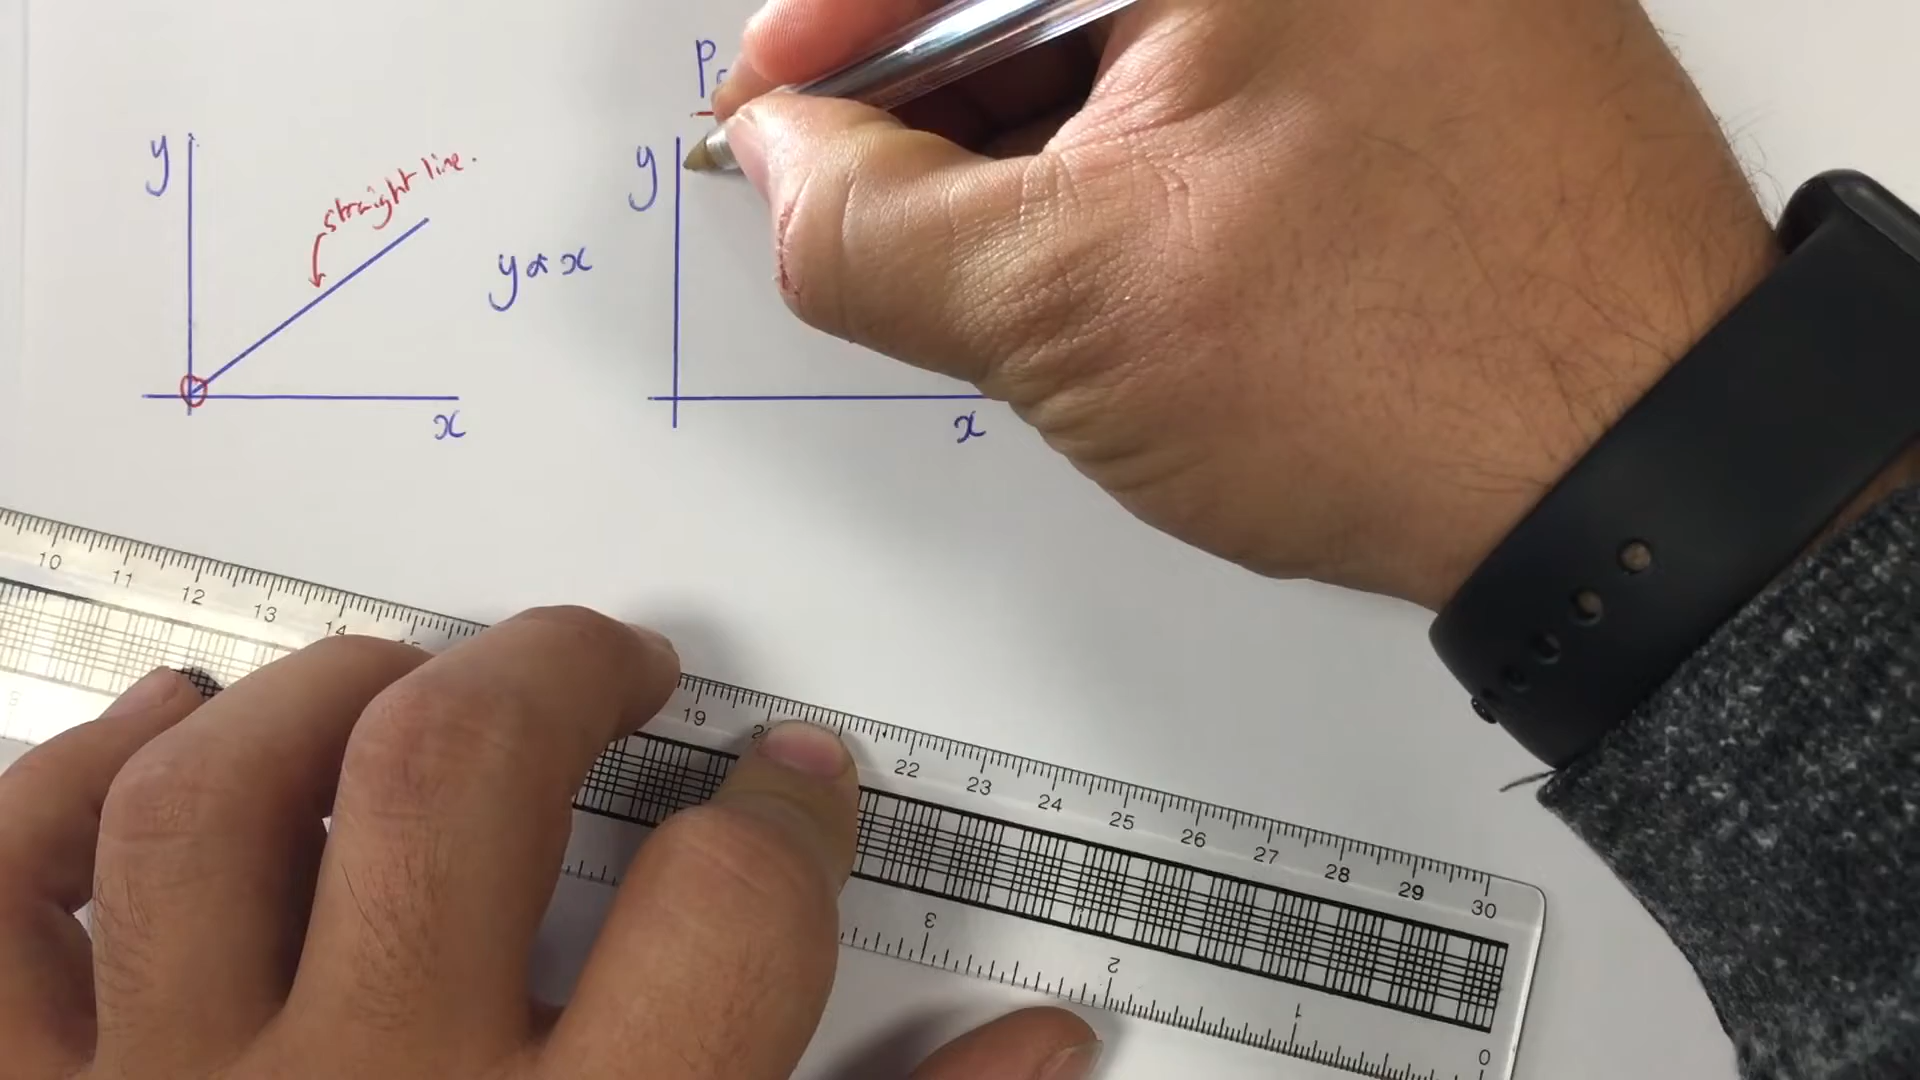 y
straight line.
y ∝ x
x
y
x
10 11 12 13 14 19 22 23 24 25 26 27 28 29 30
3 2 1 0